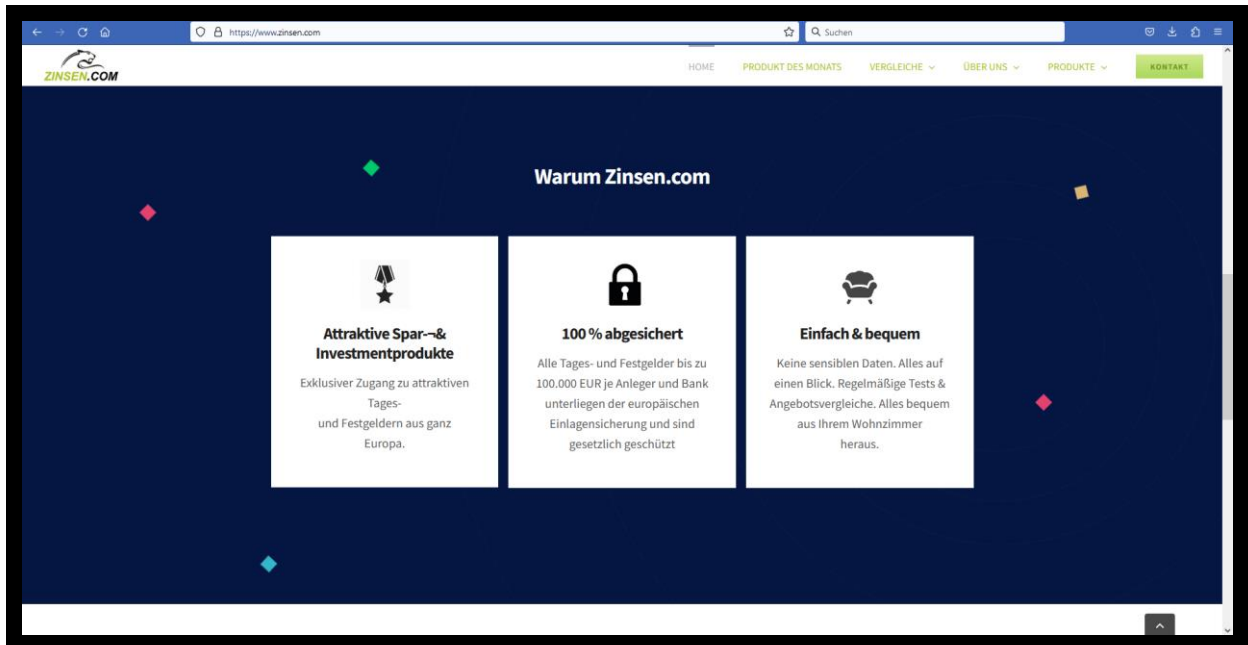 https://www.zinsen.com
Suchen
ZINSEN.COM
HOME
PRODUKT DES MONATS
VERGLEICHE
ÜBER UNS
PRODUKTE
KONTAKT
Warum Zinsen.com
Attraktive Spar-¬&
Investmentprodukte
Exklusiver Zugang zu attraktiven
Tages-
und Festgeldern aus ganz
Europa.
100 % abgesichert
Alle Tages- und Festgelder bis zu
100.000 EUR je Anleger und Bank
unterliegen der europäischen
Einlagensicherung und sind
gesetzlich geschützt
Einfach & bequem
Keine sensiblen Daten. Alles auf
einen Blick. Regelmäßige Tests &
Angebotsvergleiche. Alles bequem
aus Ihrem Wohnzimmer
heraus.